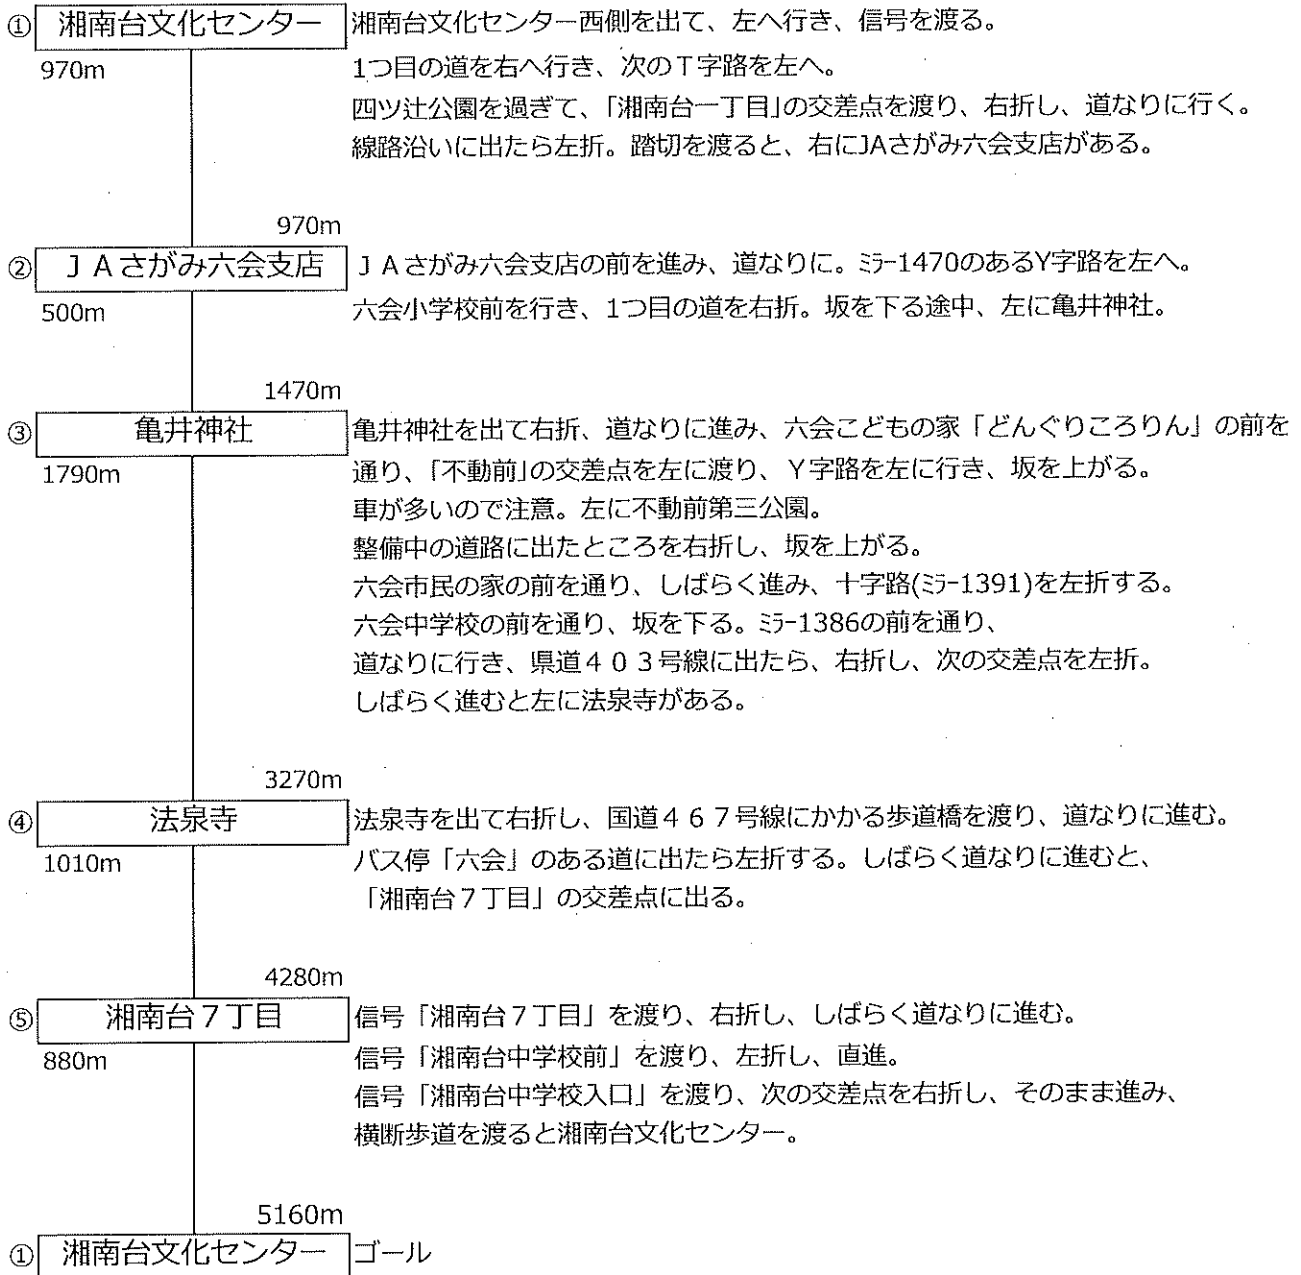 ① 湘南台文化センター 湘南台文化センター西側を出て、左へ行き、信号を渡る。
970m 1つ目の道を右へ行き、次のT字路を左へ。
四ツ辻公園を過ぎて、「湘南台一丁目」の交差点を渡り、右折し、道なりに行く。
線路沿いに出たら左折。踏切を渡ると、右にJAさがみ六会支店がある。
970m
② JAさがみ六会支店 JAさがみ六会支店の前を進み、道なりに。ﾐﾗｰ1470のあるY字路を左へ。
500m 六会小学校前を行き、1つ目の道を右折。坂を下る途中、左に亀井神社。
1470m
③ 亀井神社 亀井神社を出て右折、道なりに進み、六会こどもの家「どんぐりころりん」の前を
1790m 通り、「不動前」の交差点を左に渡り、Y字路を左に行き、坂を上がる。
車が多いので注意。左に不動前第三公園。
整備中の道路に出たところを右折し、坂を上がる。
六会市民の家の前を通り、しばらく進み、十字路(ﾐﾗｰ1391)を左折する。
六会中学校の前を通り、坂を下る。ﾐﾗｰ1386の前を通り、
道なりに行き、県道403号線に出たら、右折し、次の交差点を左折。
しばらく進むと左に法泉寺がある。
3270m
④ 法泉寺 法泉寺を出て右折し、国道467号線にかかる歩道橋を渡り、道なりに進む。
1010m バス停「六会」のある道に出たら左折する。しばらく道なりに進むと、
「湘南台7丁目」の交差点に出る。
4280m
⑤ 湘南台7丁目 信号「湘南台7丁目」を渡り、右折し、しばらく道なりに進む。
880m 信号「湘南台中学校前」を渡り、左折し、直進。
信号「湘南台中学校入口」を渡り、次の交差点を右折し、そのまま進み、
横断歩道を渡ると湘南台文化センター。
5160m
① 湘南台文化センター ゴール